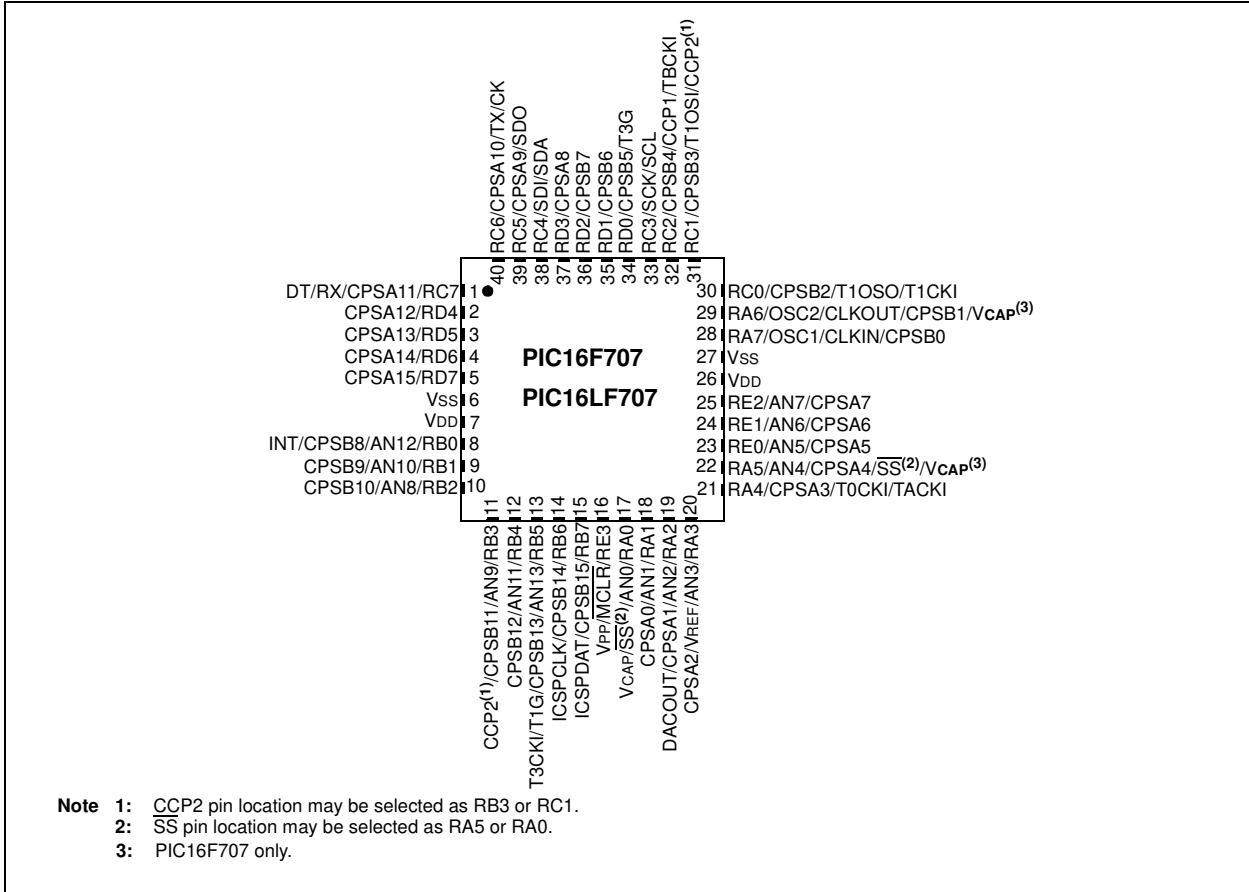 40 RC6/CPSA10/TX/CK
39 RC5/CPSA9/SDO
38 RC4/SDI/SDA
37 RD3/CPSA8
36 RD2/CPSB7
35 RD1/CPSB6
34 RD0/CPSB5/T3G
33 RC3/SCK/SCL
32 RC2/CPSB4/CCP1/TBCKI
31 RC1/CPSB3/T1OSI/CCP2(1)
DT/RX/CPSA11/RC7 1
CPSA12/RD4 2
CPSA13/RD5 3
CPSA14/RD6 4
CPSA15/RD7 5
VSS 6
VDD 7
INT/CPSB8/AN12/RB0 8
CPSB9/AN10/RB1 9
CPSB10/AN8/RB2 10
PIC16F707
PIC16LF707
30 RC0/CPSB2/T1OSO/T1CKI
29 RA6/OSC2/CLKOUT/CPSB1/VCAP(3)
28 RA7/OSC1/CLKIN/CPSB0
27 VSS
26 VDD
25 RE2/AN7/CPSA7
24 RE1/AN6/CPSA6
23 RE0/AN5/CPSA5
22 RA5/AN4/CPSA4/SS(2)/VCAP(3)
21 RA4/CPSA3/T0CKI/TACKI
CCP2(1)/CPSB11/AN9/RB3 11
CPSB12/AN11/RB4 12
T3CKI/T1G/CPSB13/AN13/RB5 13
ICSPCLK/CPSB14/RB6 14
ICSPDAT/CPSB15/RB7 15
VPP/MCLR/RE3 16
VCAP/SS(2)/AN0/RA0 17
CPSA0/AN1/RA1 18
DACOUT/CPSA1/AN2/RA2 19
CPSA2/VREF/AN3/RA3 20
Note 1: CCP2 pin location may be selected as RB3 or RC1.
2: SS pin location may be selected as RA5 or RA0.
3: PIC16F707 only.